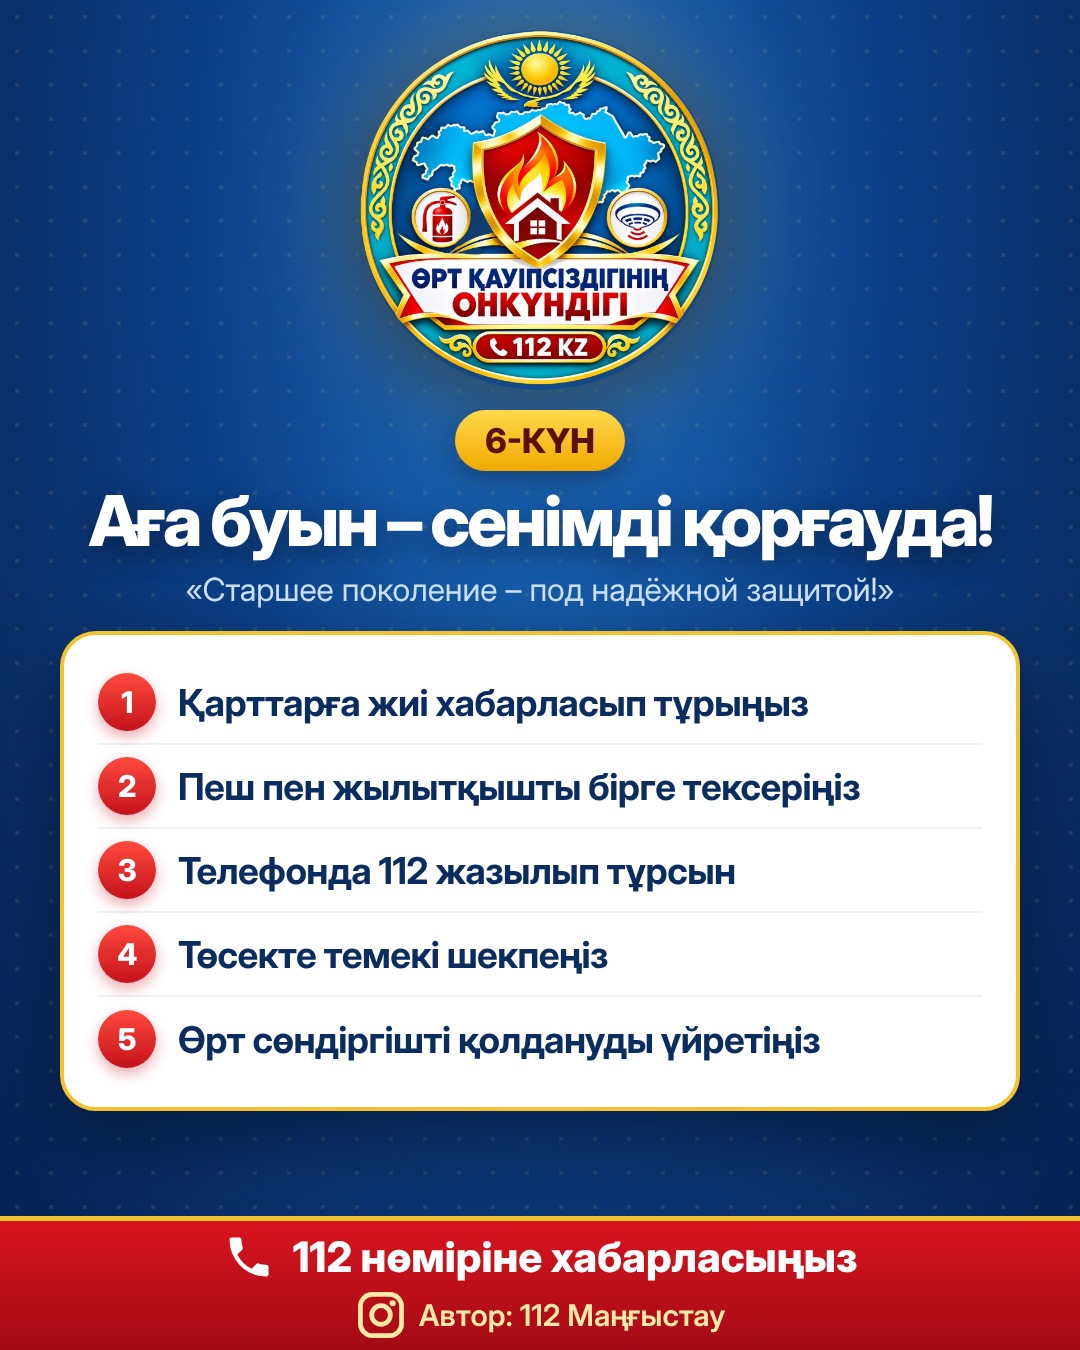 ӨРТ ҚАУІПСІЗДІГІНІҢ
ОНКҮНДІГІ
112 KZ
6-КҮН
Аға буын – сенімді қорғауда!
«Старшее поколение – под надёжной защитой!»
1 Қарттарға жиі хабарласып тұрыңыз
2 Пеш пен жылытқышты бірге тексеріңіз
3 Телефонда 112 жазылып тұрсын
4 Төсекте темекі шекпеңіз
5 Өрт сөндіргішті қолдануды үйретіңіз
112 нөміріне хабарласыңыз
Автор: 112 Маңғыстау